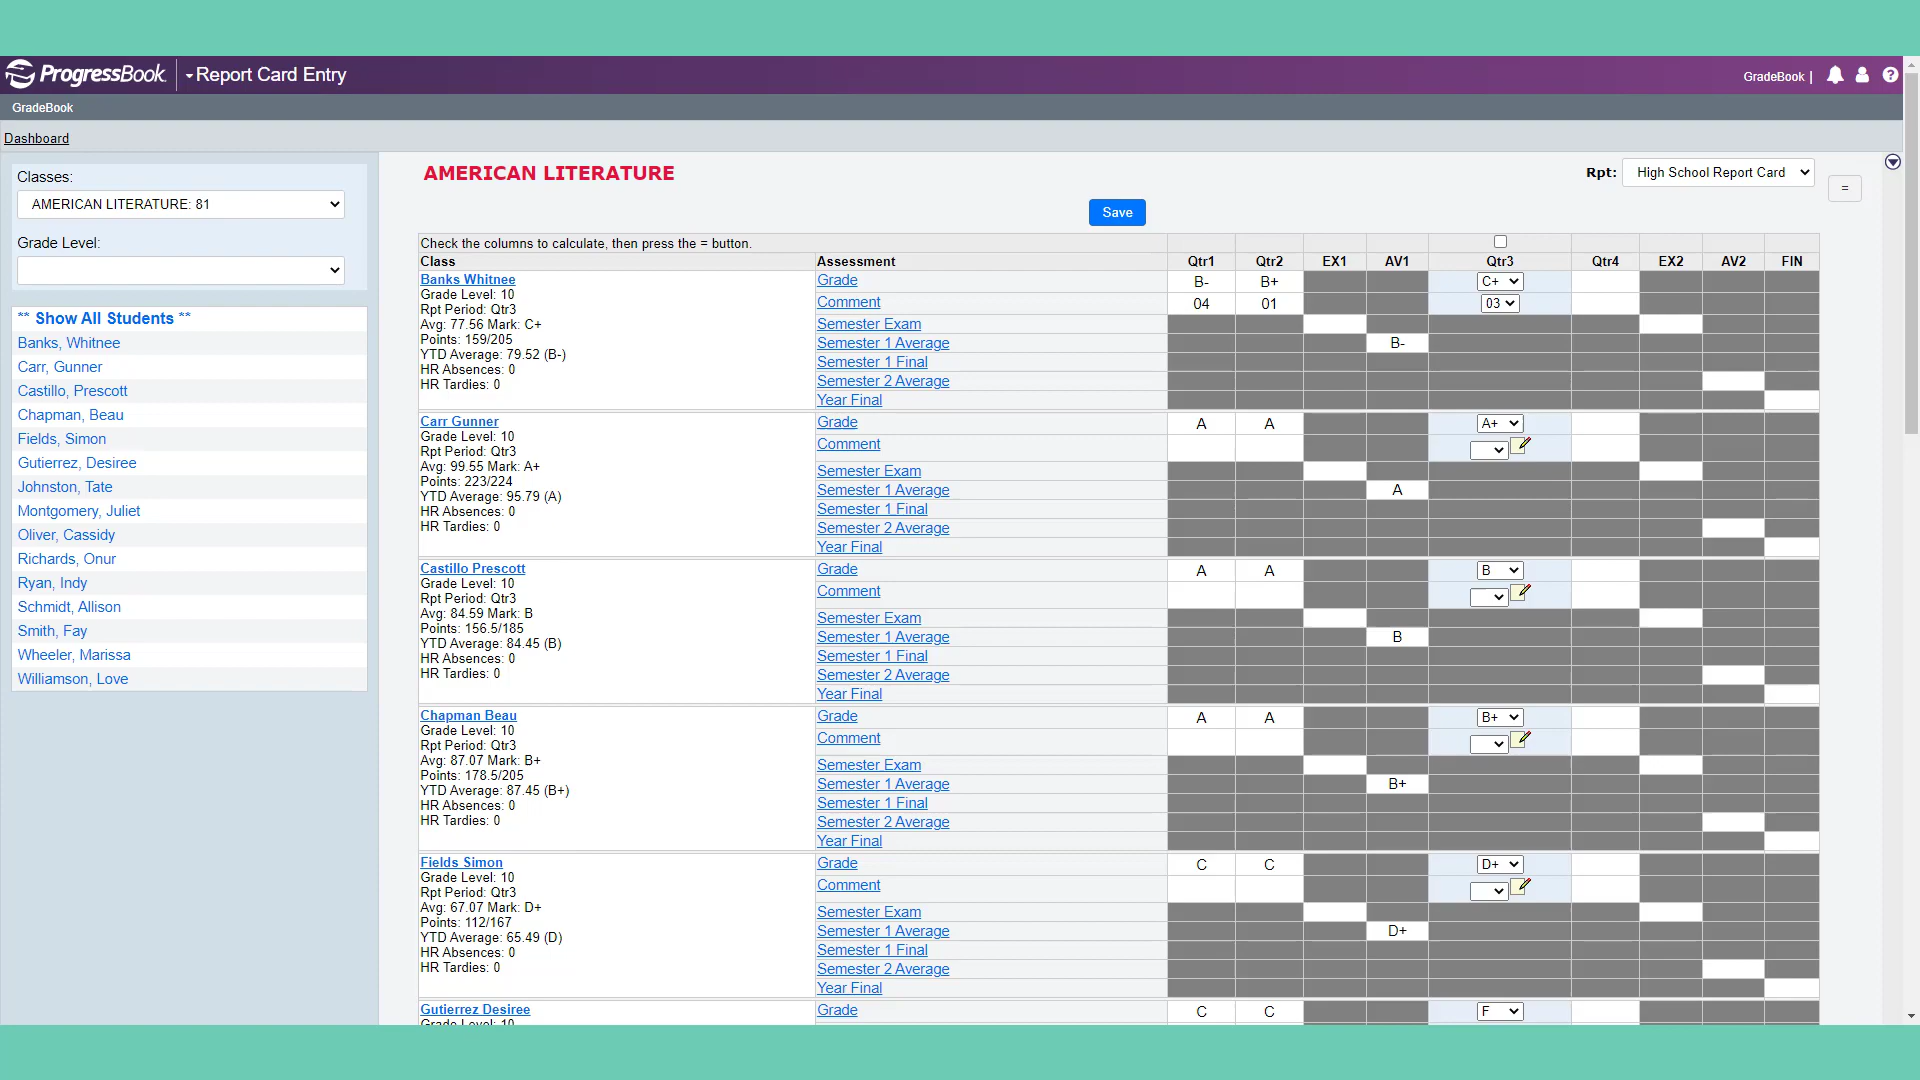 ProgressBook Report Card Entry GradeBook |
GradeBook
Dashboard
Classes:
AMERICAN LITERATURE: 81
Grade Level:
** Show All Students **
Banks, Whitnee
Carr, Gunner
Castillo, Prescott
Chapman, Beau
Fields, Simon
Gutierrez, Desiree
Johnston, Tate
Montgomery, Juliet
Oliver, Cassidy
Richards, Onur
Ryan, Indy
Schmidt, Allison
Smith, Fay
Wheeler, Marissa
Williamson, Love
AMERICAN LITERATURE
Rpt: High School Report Card
=
Save
Check the columns to calculate, then press the = button.
Class Assessment Qtr1 Qtr2 EX1 AV1 Qtr3 Qtr4 EX2 AV2 FIN
Banks Whitnee
Grade Level: 10
Rpt Period: Qtr3
Avg: 77.56 Mark: C+
Points: 159/205
YTD Average: 79.52 (B-)
HR Absences: 0
HR Tardies: 0
Grade B- B+ C+
Comment 04 01 03
Semester Exam
Semester 1 Average B-
Semester 1 Final
Semester 2 Average
Year Final
Carr Gunner
Grade Level: 10
Rpt Period: Qtr3
Avg: 99.55 Mark: A+
Points: 223/224
YTD Average: 95.79 (A)
HR Absences: 0
HR Tardies: 0
Grade A A A+
Comment
Semester Exam
Semester 1 Average A
Semester 1 Final
Semester 2 Average
Year Final
Castillo Prescott
Grade Level: 10
Rpt Period: Qtr3
Avg: 84.59 Mark: B
Points: 156.5/185
YTD Average: 84.45 (B)
HR Absences: 0
HR Tardies: 0
Grade A A B
Comment
Semester Exam
Semester 1 Average B
Semester 1 Final
Semester 2 Average
Year Final
Chapman Beau
Grade Level: 10
Rpt Period: Qtr3
Avg: 87.07 Mark: B+
Points: 178.5/205
YTD Average: 87.45 (B+)
HR Absences: 0
HR Tardies: 0
Grade A A B+
Comment
Semester Exam
Semester 1 Average B+
Semester 1 Final
Semester 2 Average
Year Final
Fields Simon
Grade Level: 10
Rpt Period: Qtr3
Avg: 67.07 Mark: D+
Points: 112/167
YTD Average: 65.49 (D)
HR Absences: 0
HR Tardies: 0
Grade C C D+
Comment
Semester Exam
Semester 1 Average D+
Semester 1 Final
Semester 2 Average
Year Final
Gutierrez Desiree
Grade Level: 10
Grade C C F